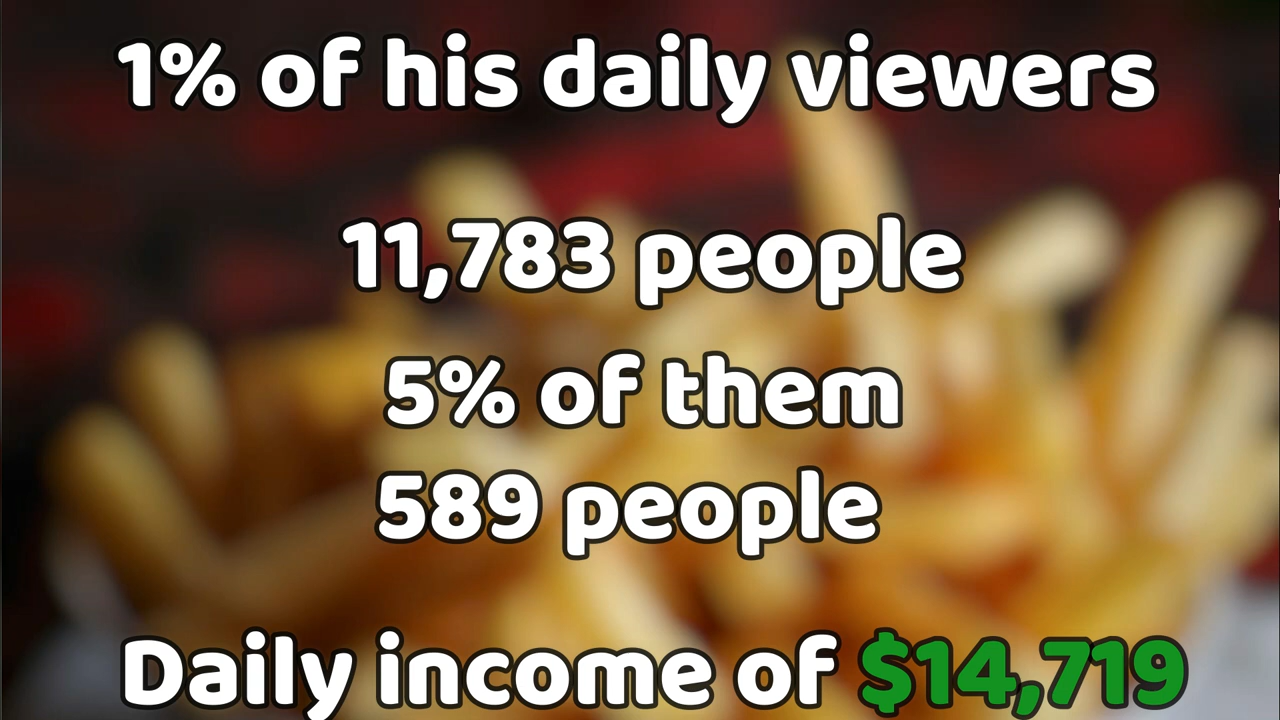 1% of his daily viewers
11,783 people
5% of them
589 people
Daily income of $14,719